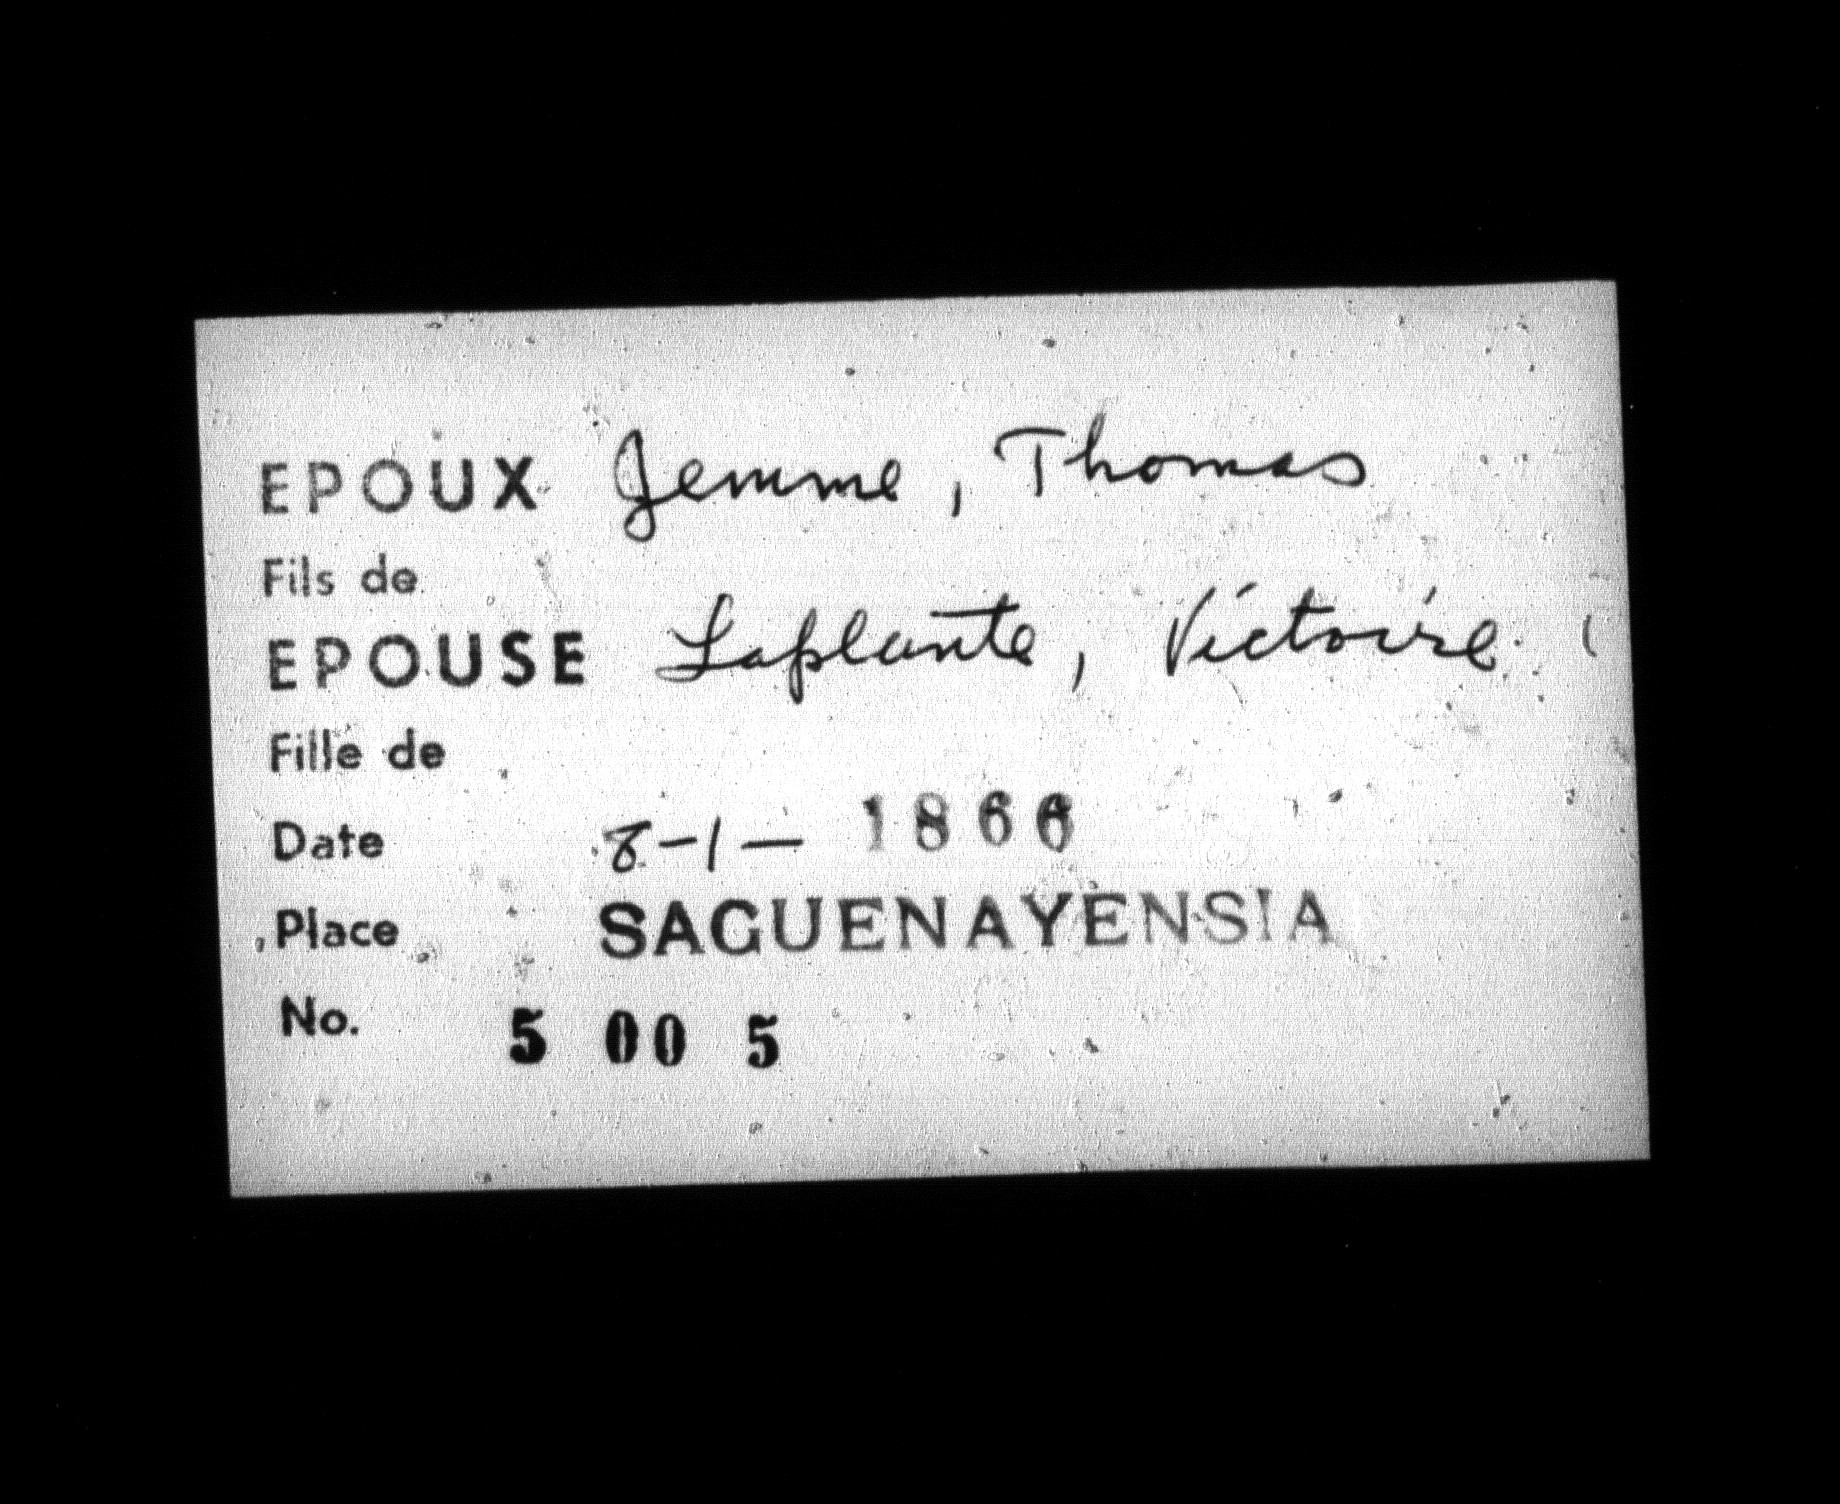 EPOUX Jemme, Thomas
Fils de
EPOUSE Laplante, Victoire (
Fille de
Date 8-1- 1866
Place SAGUENAYENSIA
No. 5 00 5